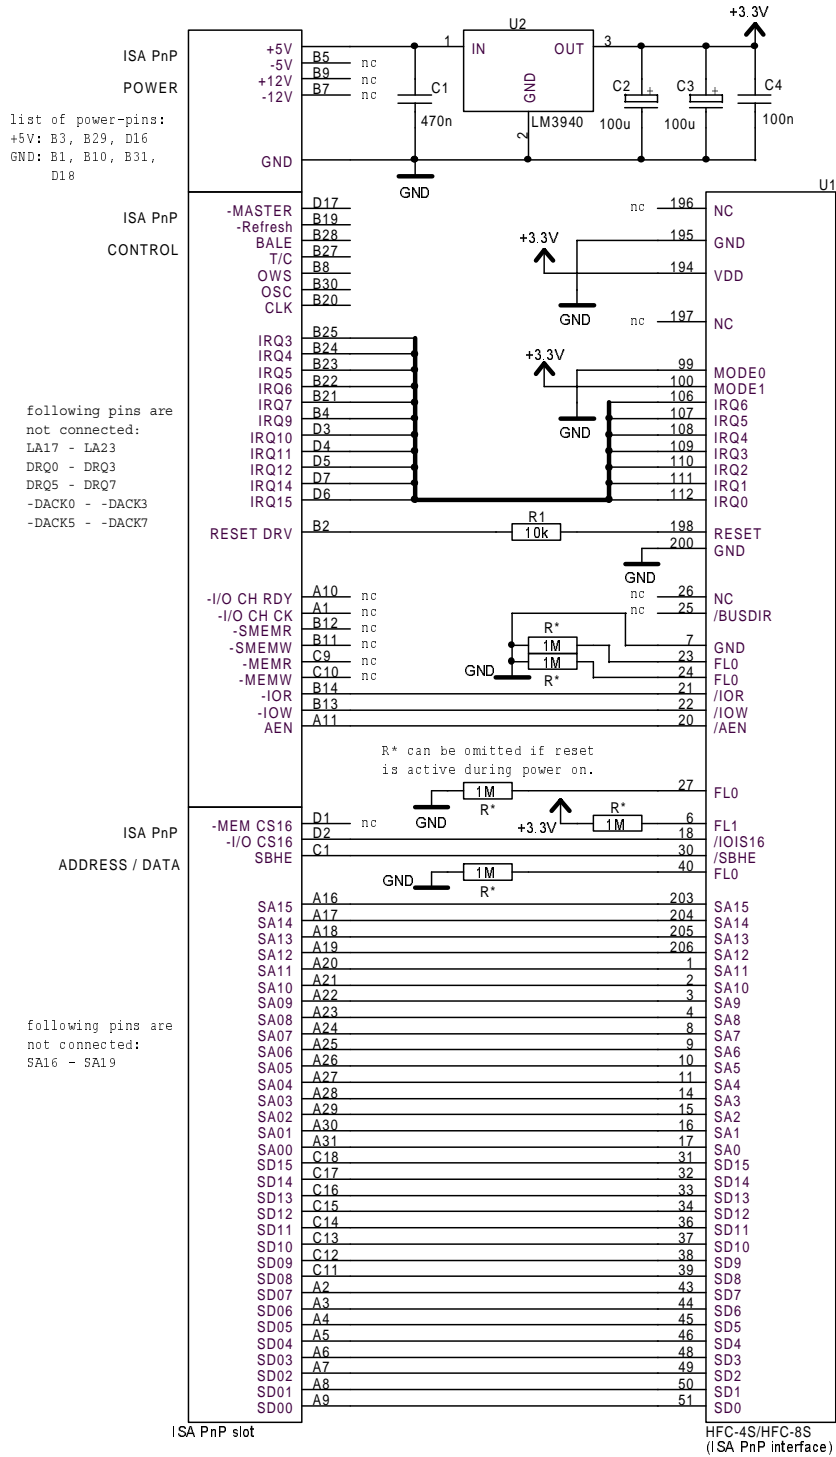 +3.3V
U2
ISA PnP
POWER
+5V
-5V B5 nc
+12V B9 nc
-12V B7 nc
GND
1 IN OUT 3
GND
2
LM3940
C1
470n
C2
+
100u
C3
+
100u
C4
100n
GND
list of power-pins:
+5V: B3, B29, D16
GND: B1, B10, B31,
D18
U1
ISA PnP
CONTROL
-MASTER D17
-Refresh B19
BALE B28
T/C B27
OWS B8
OSC B30
CLK B20
IRQ3 B25
IRQ4 B24
IRQ5 B23
IRQ6 B22
IRQ7 B21
IRQ9 B4
IRQ10 D3
IRQ11 D4
IRQ12 D5
IRQ14 D7
IRQ15 D6
nc 196 NC
195 GND
+3.3V
194 VDD
GND
nc 197 NC
+3.3V
99 MODE0
100 MODE1
GND
106 IRQ6
107 IRQ5
108 IRQ4
109 IRQ3
110 IRQ2
111 IRQ1
112 IRQ0
following pins are
not connected:
LA17 - LA23
DRQ0 - DRQ3
DRQ5 - DRQ7
-DACK0 - -DACK3
-DACK5 - -DACK7
RESET DRV B2
R1
10k
198 RESET
200 GND
GND
-I/O CH RDY A10 nc
-I/O CH CK A1 nc
-SMEMR B12 nc
-SMEMW B11 nc
-MEMR C9 nc
-MEMW C10 nc
-IOR B14
-IOW B13
AEN A11
nc 26 NC
nc 25 /BUSDIR
7 GND
R*
1M
23 FL0
1M
R*
24 FL0
GND
21 /IOR
22 /IOW
20 /AEN
R* can be omitted if reset
is active during power on.
GND
1M
R*
27 FL0
ISA PnP
ADDRESS / DATA
-MEM CS16 D1 nc
-I/O CS16 D2
SBHE C1
+3.3V
R*
1M
6 FL1
18 /IOIS16
30 /SBHE
GND
1M
R*
40 FL0
SA15 A16 203 SA15
SA14 A17 204 SA14
SA13 A18 205 SA13
SA12 A19 206 SA12
SA11 A20 1 SA11
SA10 A21 2 SA10
SA09 A22 3 SA9
SA08 A23 4 SA8
SA07 A24 8 SA7
SA06 A25 9 SA6
SA05 A26 10 SA5
SA04 A27 11 SA4
SA03 A28 14 SA3
SA02 A29 15 SA2
SA01 A30 16 SA1
SA00 A31 17 SA0
SD15 C18 31 SD15
SD14 C17 32 SD14
SD13 C16 33 SD13
SD12 C15 34 SD12
SD11 C14 36 SD11
SD10 C13 37 SD10
SD09 C12 38 SD9
SD08 C11 39 SD8
SD07 A2 43 SD7
SD06 A3 44 SD6
SD05 A4 45 SD5
SD04 A5 46 SD4
SD03 A6 48 SD3
SD02 A7 49 SD2
SD01 A8 50 SD1
SD00 A9 51 SD0
following pins are
not connected:
SA16 - SA19
ISA PnP slot
HFC-4S/HFC-8S
(ISA PnP interface)